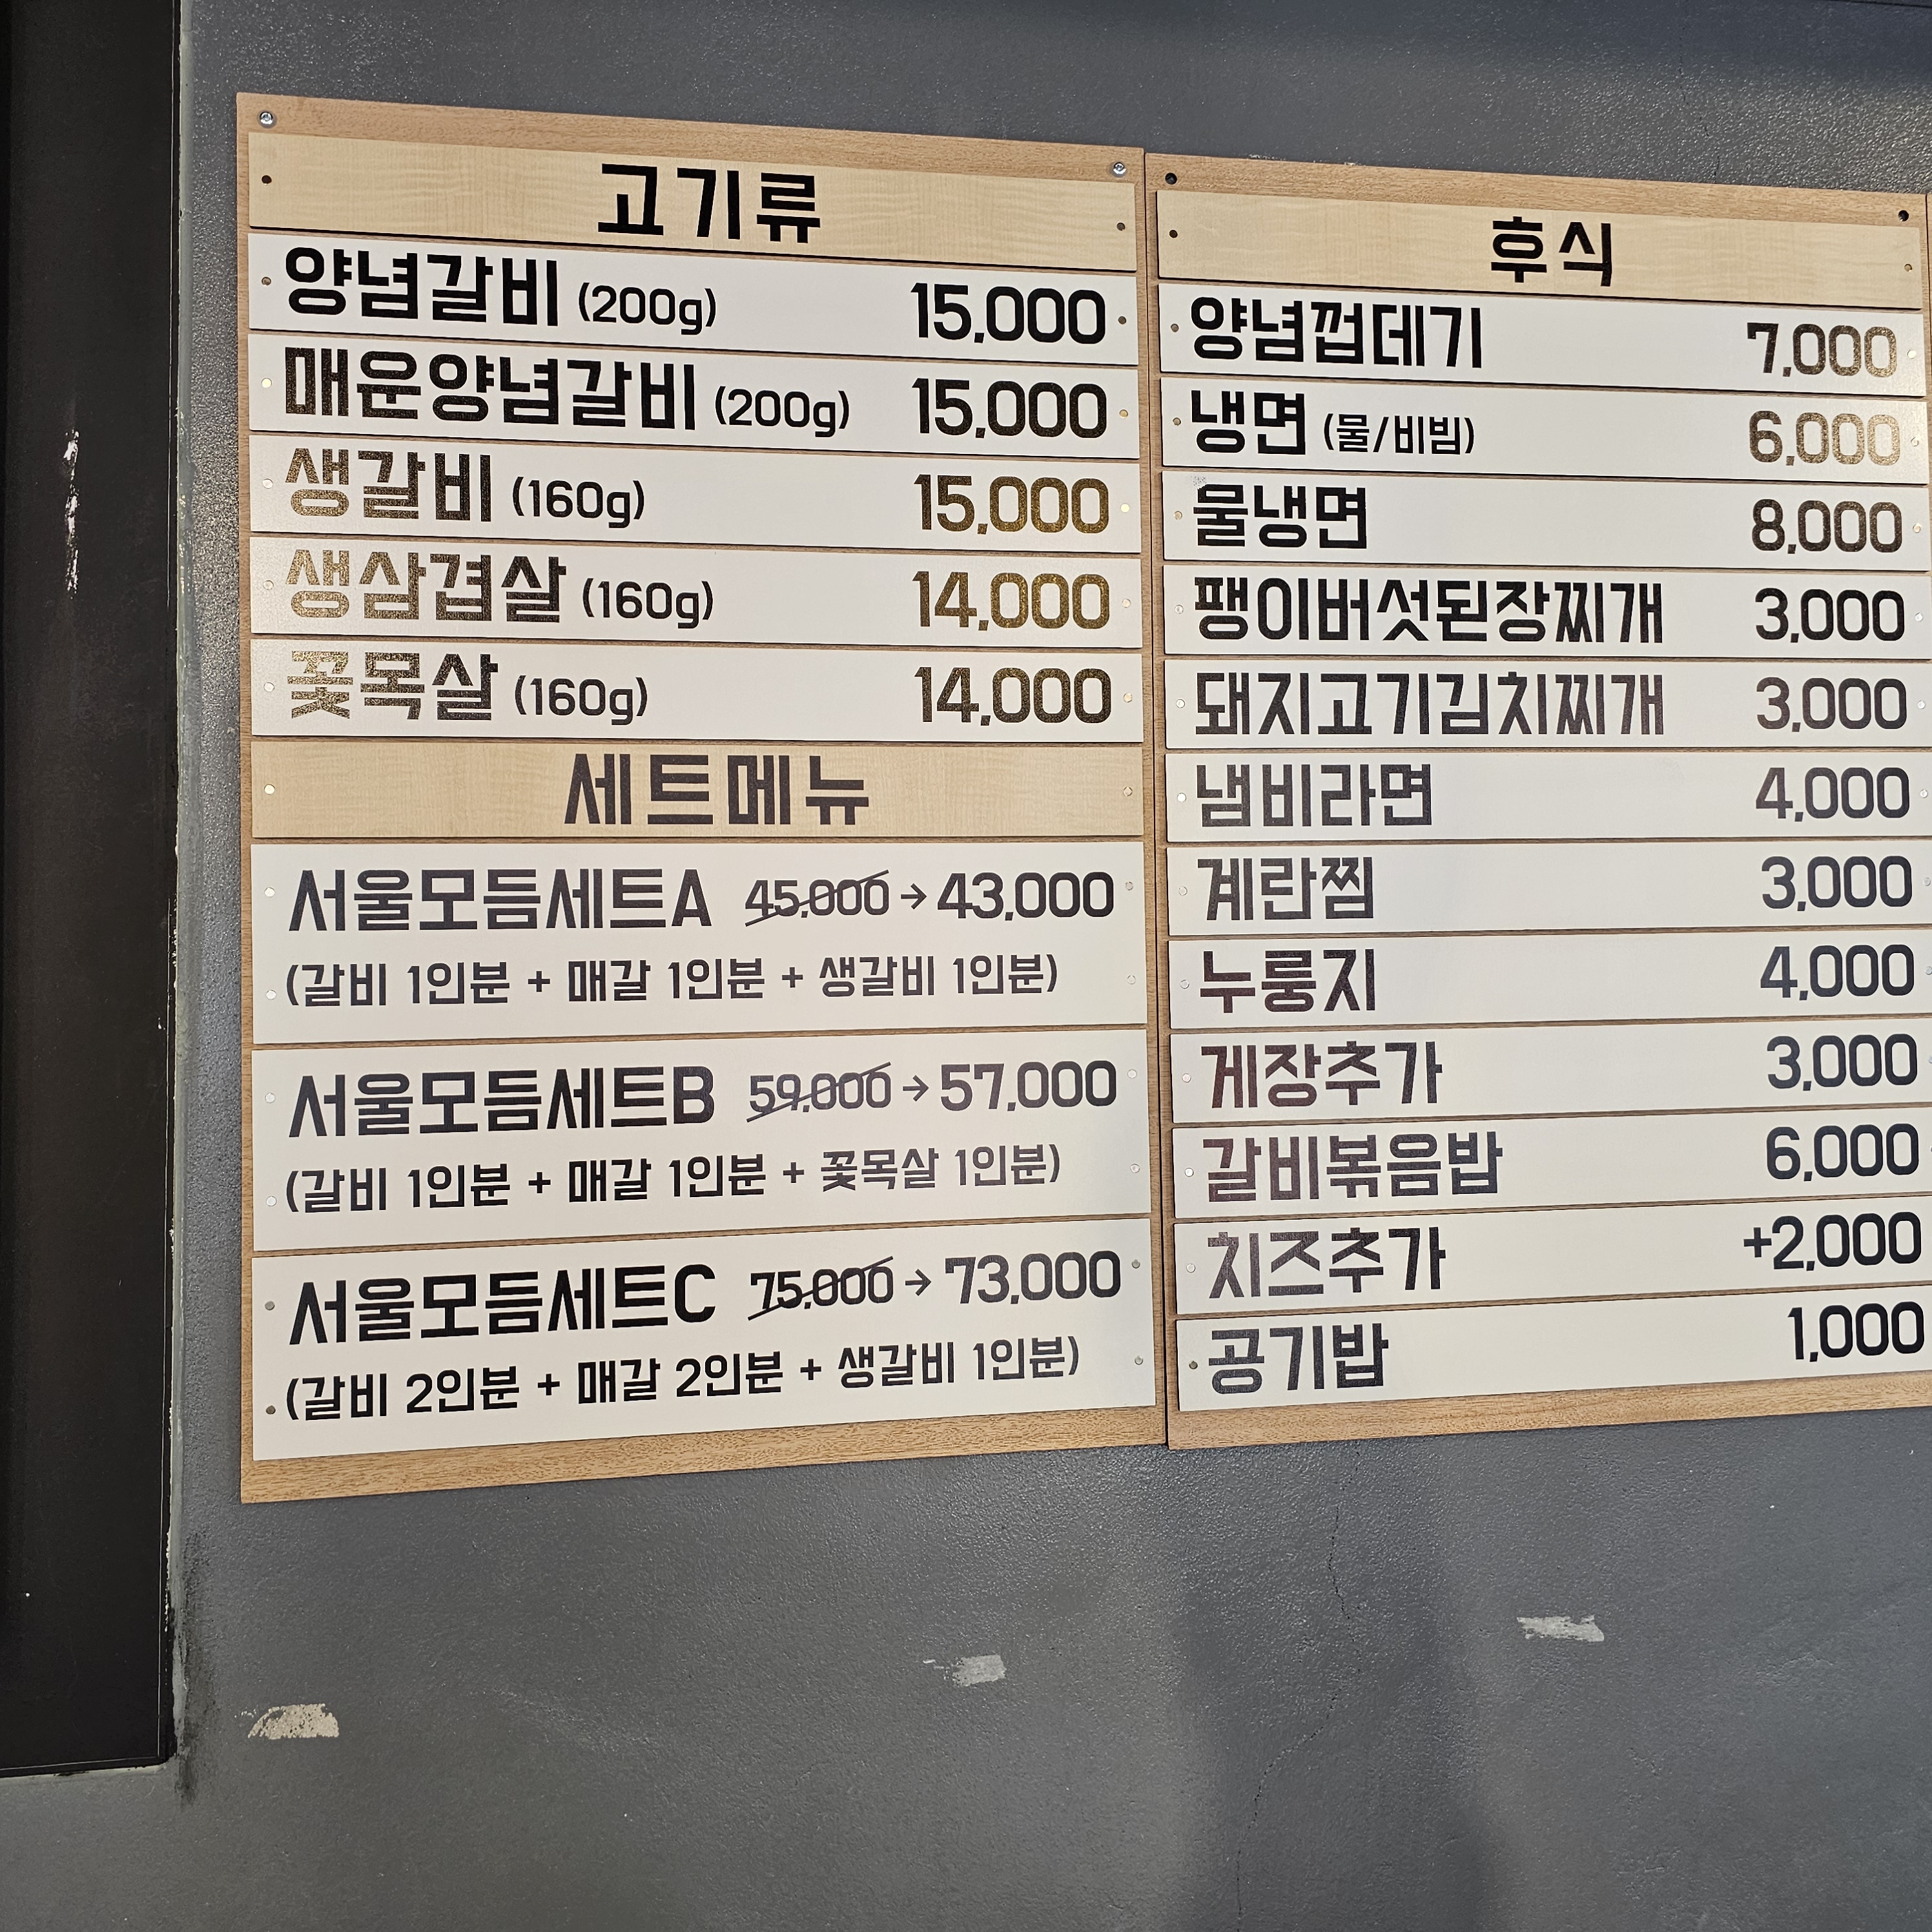 고기류
양념갈비 (200g) 15,000
매운양념갈비 (200g) 15,000
생갈비 (160g) 15,000
생삼겹살 (160g) 14,000
꽃목살 (160g) 14,000
세트메뉴
서울모듬세트A 45,000 → 43,000
(갈비 1인분 + 매갈 1인분 + 생갈비 1인분)
서울모듬세트B 59,000 → 57,000
(갈비 1인분 + 매갈 1인분 + 꽃목살 1인분)
서울모듬세트C 75,000 → 73,000
(갈비 2인분 + 매갈 2인분 + 생갈비 1인분)
후식
양념껍데기 7,000
냉면 (물/비빔) 6,000
물냉면 8,000
팽이버섯된장찌개 3,000
돼지고기김치찌개 3,000
냄비라면 4,000
계란찜 3,000
누룽지 4,000
게장추가 3,000
갈비볶음밥 6,000
치즈추가 +2,000
공기밥 1,000